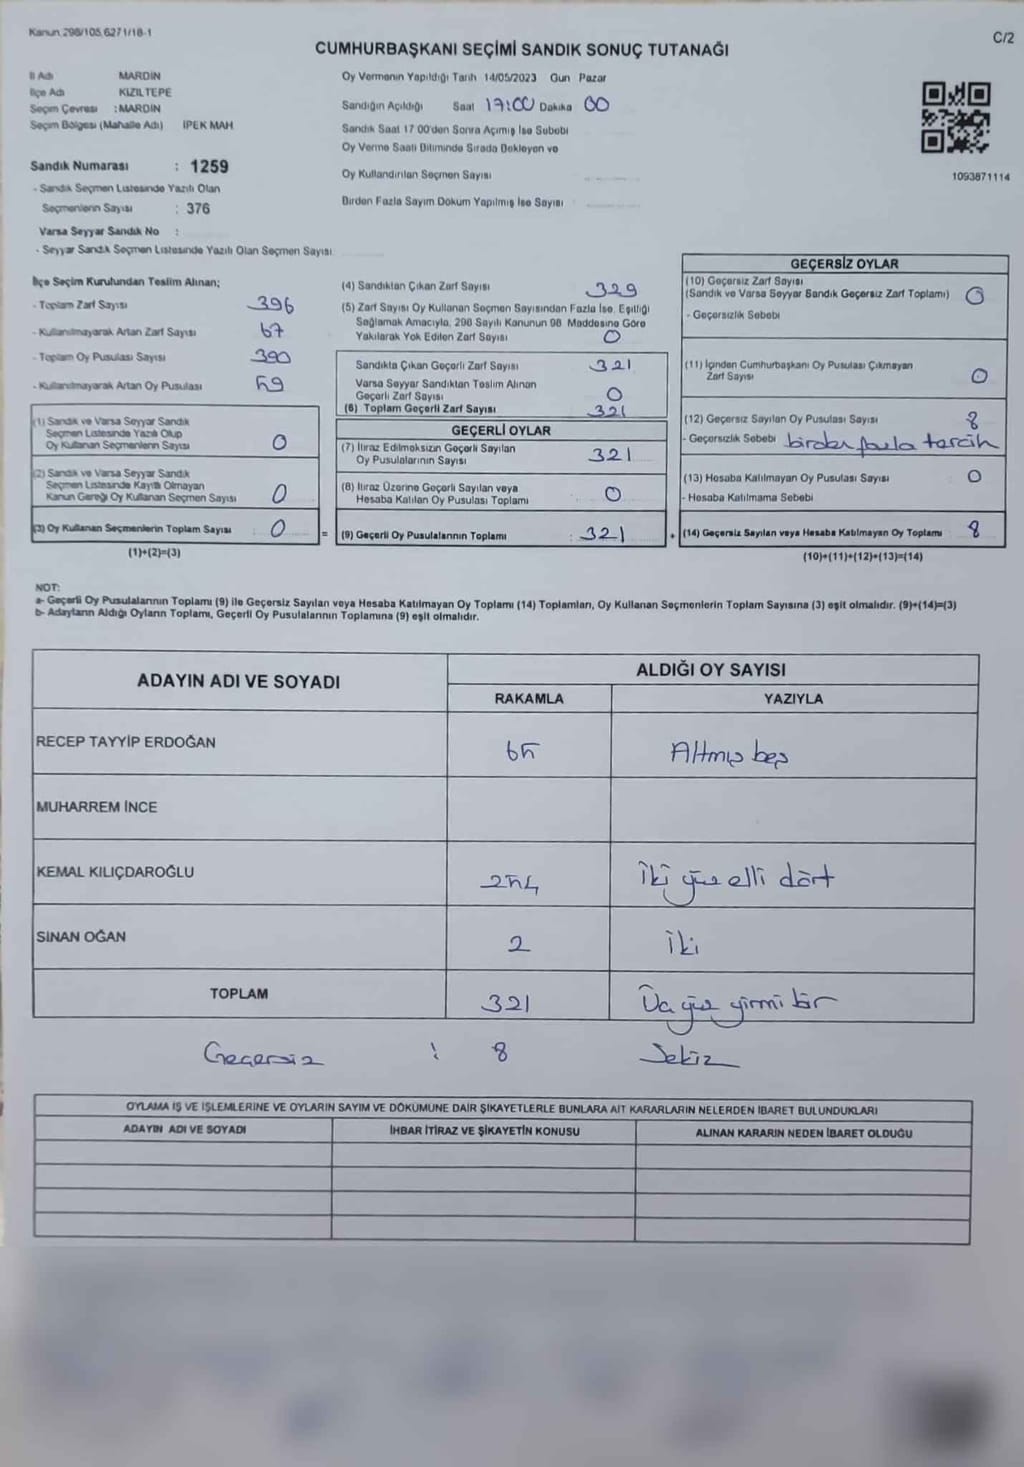 Kanun 298/105,6271/18-1
C/2
CUMHURBAŞKANI SEÇİMİ SANDIK SONUÇ TUTANAĞI
İl Adı MARDİN
İlçe Adı KIZILTEPE
Seçim Çevresi : MARDİN
Seçim Bölgesi (Mahalle Adı) İPEK MAH
Sandık Numarası : 1259
- Sandık Seçmen Listesinde Yazılı Olan
Seçmenlerin Sayısı : 376
Varsa Seyyar Sandık No :
- Seyyar Sandık Seçmen Listesinde Yazılı Olan Seçmen Sayısı
Oy Vermenin Yapıldığı Tarih 14/05/2023 Gün Pazar
Sandığın Açıldığı Saat 17:00 Dakika 00
Sandık Saat 17 00'den Sonra Açımış İse Sebebi
Oy Verme Saati Bitiminde Sırada Bekleyen ve
Oy Kullandırılan Seçmen Sayısı
Birden Fazla Sayım Döküm Yapılmış İse Sayısı
1093871114
İlçe Seçim Kurulundan Teslim Alınan;
- Toplam Zarf Sayısı 396
- Kullanılmayarak Artan Zarf Sayısı 67
- Toplam Oy Pusulası Sayısı 390
- Kullanılmayarak Artan Oy Pusulası 59
(1) Sandık ve Varsa Seyyar Sandık
Seçmen Listesinde Yazılı Olup
Oy Kullanan Seçmenlerin Sayısı 0
(2) Sandık ve Varsa Seyyar Sandık
Seçmen Listesinde Kayıtlı Olmayan
Kanun Gereği Oy Kullanan Seçmen Sayısı 0
(3) Oy Kullanan Seçmenlerin Toplam Sayısı : 0 =
(1)+(2)=(3)
(4) Sandıktan Çıkan Zarf Sayısı 329
(5) Zarf Sayısı Oy Kullanan Seçmen Sayısından Fazla İse, Eşitliği
Sağlamak Amacıyla, 298 Sayılı Kanunun 98 Maddesine Göre
Yakılarak Yok Edilen Zarf Sayısı 0
Sandıkta Çıkan Geçerli Zarf Sayısı 321
Varsa Seyyar Sandıktan Teslim Alınan
Geçerli Zarf Sayısı 0
(6) Toplam Geçerli Zarf Sayısı 321
GEÇERLİ OYLAR
(7) İtiraz Edilmeksizin Geçerli Sayılan
Oy Pusulalarının Sayısı 321
(8) İtiraz Üzerine Geçerli Sayılan veya
Hesaba Katılan Oy Pusulası Toplamı 0
(9) Geçerli Oy Pusulalarının Toplamı : 321 +
GEÇERSİZ OYLAR
(10) Geçersiz Zarf Sayısı
(Sandık ve Varsa Seyyar Sandık Geçersiz Zarf Toplamı) 0
- Geçersizlik Sebebi
(11) İçinden Cumhurbaşkanı Oy Pusulası Çıkmayan
Zarf Sayısı 0
(12) Geçersiz Sayılan Oy Pusulası Sayısı 8
- Geçersizlik Sebebi birden fazla tercih
(13) Hesaba Katılmayan Oy Pusulası Sayısı 0
- Hesaba Katılmama Sebebi
(14) Geçersiz Sayılan veya Hesaba Katılmayan Oy Toplamı 8
(10)+(11)+(12)+(13)=(14)
NOT:
a- Geçerli Oy Pusulalarının Toplamı (9) ile Geçersiz Sayılan veya Hesaba Katılmayan Oy Toplamı (14) Toplamları, Oy Kullanan Seçmenlerin Toplam Sayısına (3) eşit olmalıdır. (9)+(14)=(3)
b- Adayların Aldığı Oyların Toplamı, Geçerli Oy Pusulalarının Toplamına (9) eşit olmalıdır.
ADAYIN ADI VE SOYADI
ALDIĞI OY SAYISI
RAKAMLA YAZIYLA
RECEP TAYYİP ERDOĞAN 65 Altmış beş
MUHARREM İNCE
KEMAL KILIÇDAROĞLU 254 İki yüz elli dört
SİNAN OĞAN 2 İki
TOPLAM 321 Üç yüz yirmi bir
Geçersiz : 8 Sekiz
OYLAMA İŞ VE İŞLEMLERİNE VE OYLARIN SAYIM VE DÖKÜMÜNE DAİR ŞİKAYETLERLE BUNLARA AİT KARARLARIN NELERDEN İBARET BULUNDUKLARI
ADAYIN ADI VE SOYADI İHBAR İTİRAZ VE ŞİKAYETİN KONUSU ALINAN KARARIN NEDEN İBARET OLDUĞU